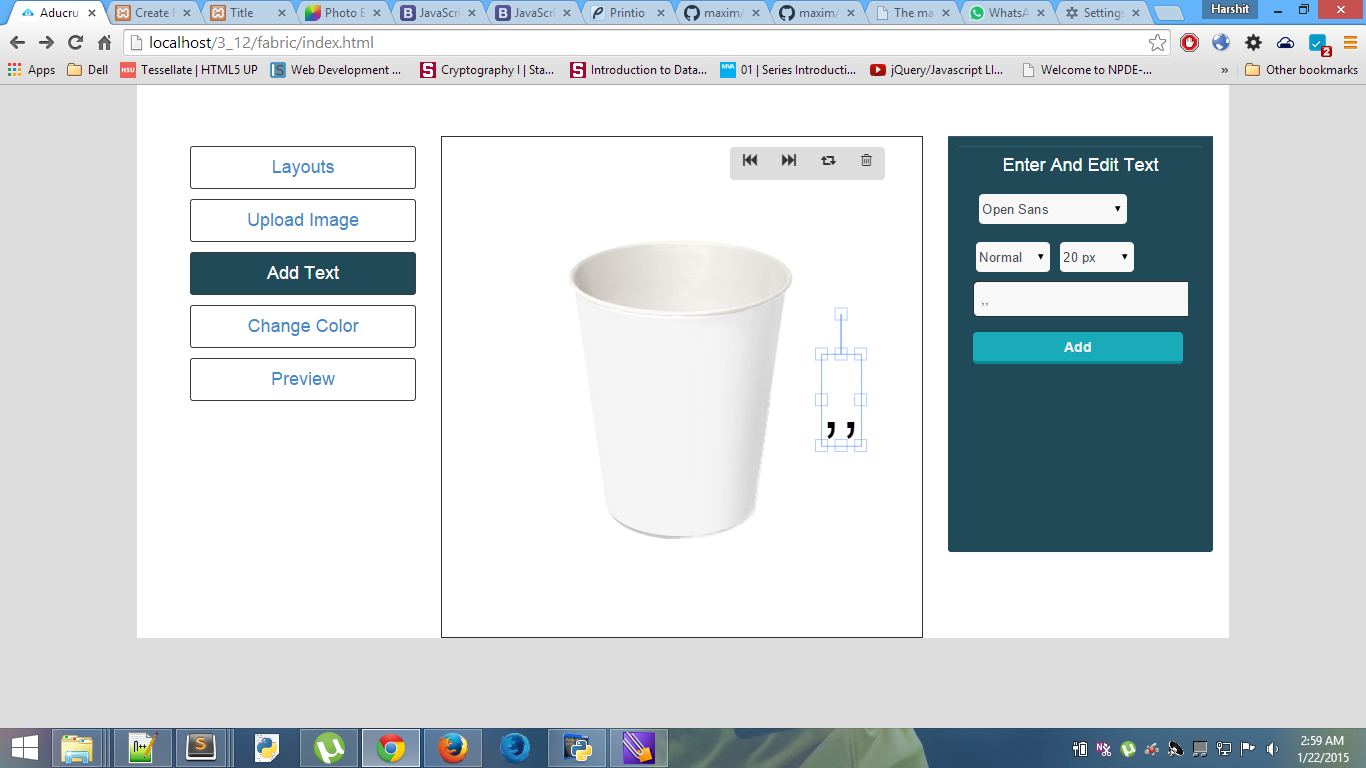 Aducru
Create F
Title
Photo E
JavaScri
JavaScri
Printio
maxim/
maxim/
The ma
WhatsA
Settings
Harshit
localhost/3_12/fabric/index.html
2
Apps
Dell
HSU
Tessellate | HTML5 UP
Web Development ...
Cryptography I | Sta...
Introduction to Data...
MVA
01 | Series Introducti...
jQuery/Javascript LI...
Welcome to NPDE-...
»
Other bookmarks
Layouts
Upload Image
Add Text
Change Color
Preview
,,
Enter And Edit Text
Open Sans
Normal
20 px
,,
Add
2:59 AM
1/22/2015